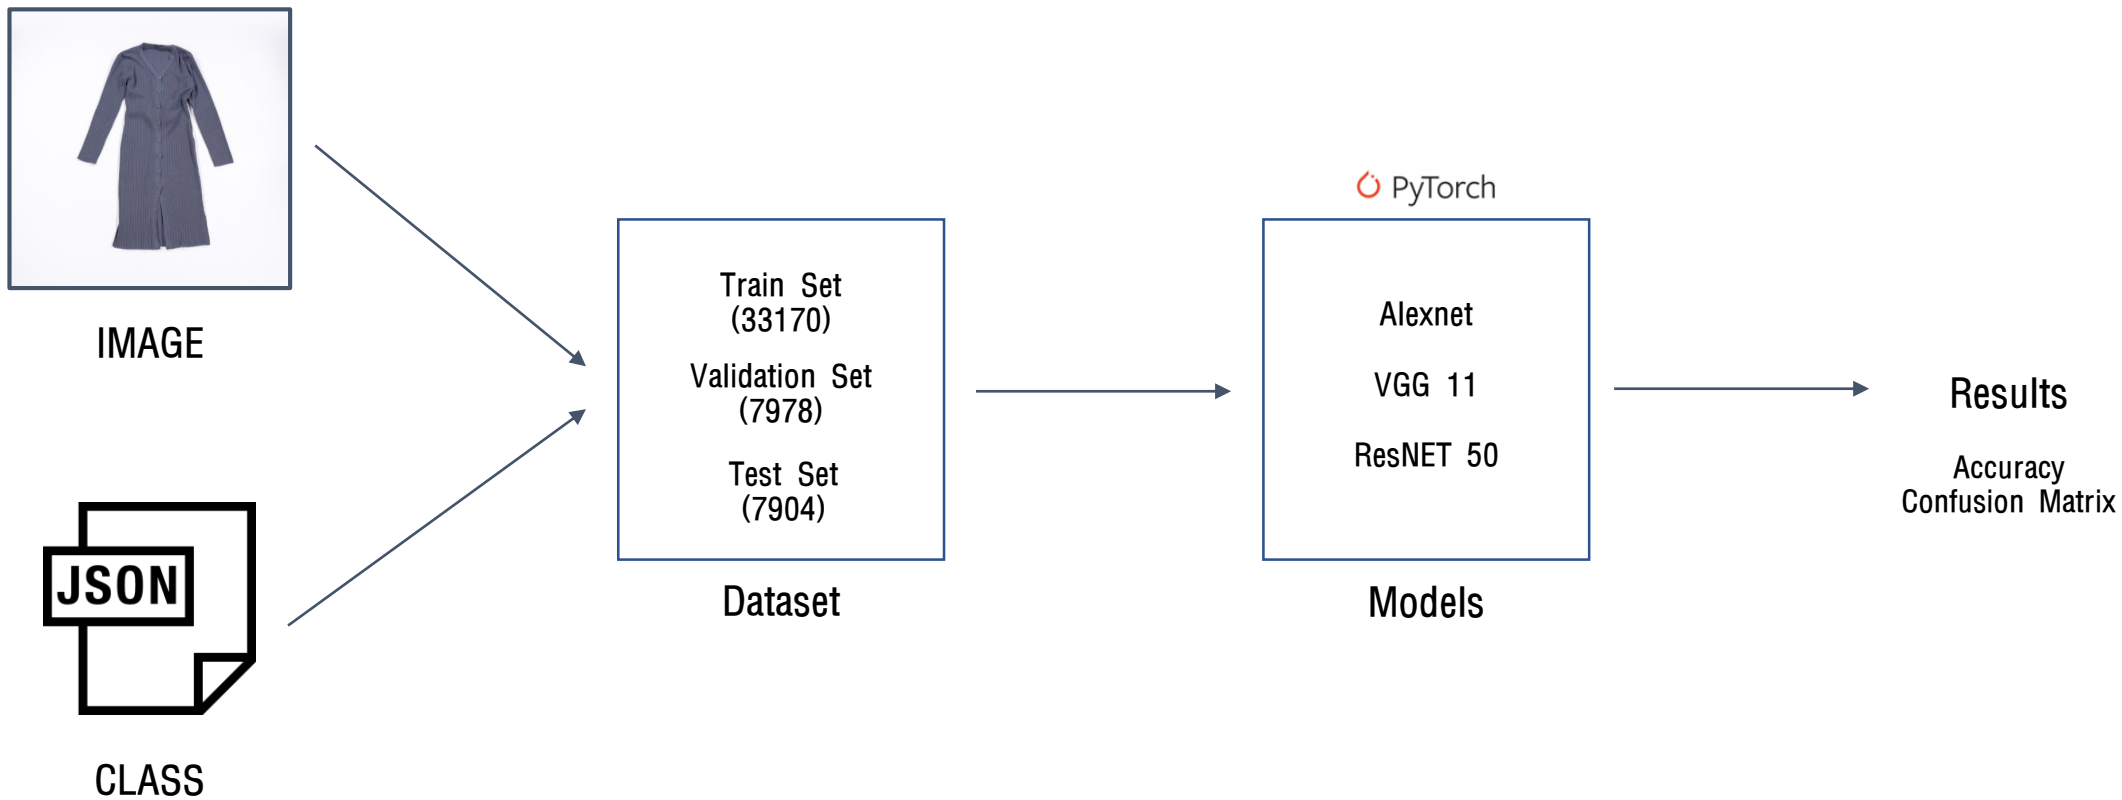 IMAGE
JSON
CLASS
Train Set
(33170)
Validation Set
(7978)
Test Set
(7904)
Dataset
PyTorch
Alexnet
VGG 11
ResNET 50
Models
Results
Accuracy
Confusion Matrix